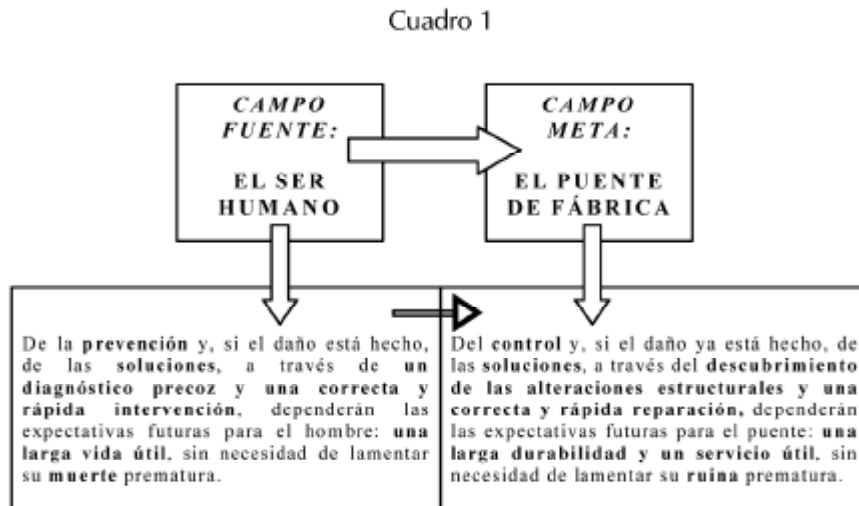 Cuadro 1
CAMPO
FUENTE:
EL SER
HUMANO
CAMPO
META:
EL PUENTE
DE FÁBRICA
De la prevención y, si el daño está hecho,
de las soluciones, a través de un
diagnóstico precoz y una correcta y
rápida intervención, dependerán las
expectativas futuras para el hombre: una
larga vida útil, sin necesidad de lamentar
su muerte prematura.
Del control y, si el daño ya está hecho, de
las soluciones, a través del descubrimiento
de las alteraciones estructurales y una
correcta y rápida reparación, dependerán
las expectativas futuras para el puente: una
larga durabilidad y un servicio útil, sin
necesidad de lamentar su ruina prematura.